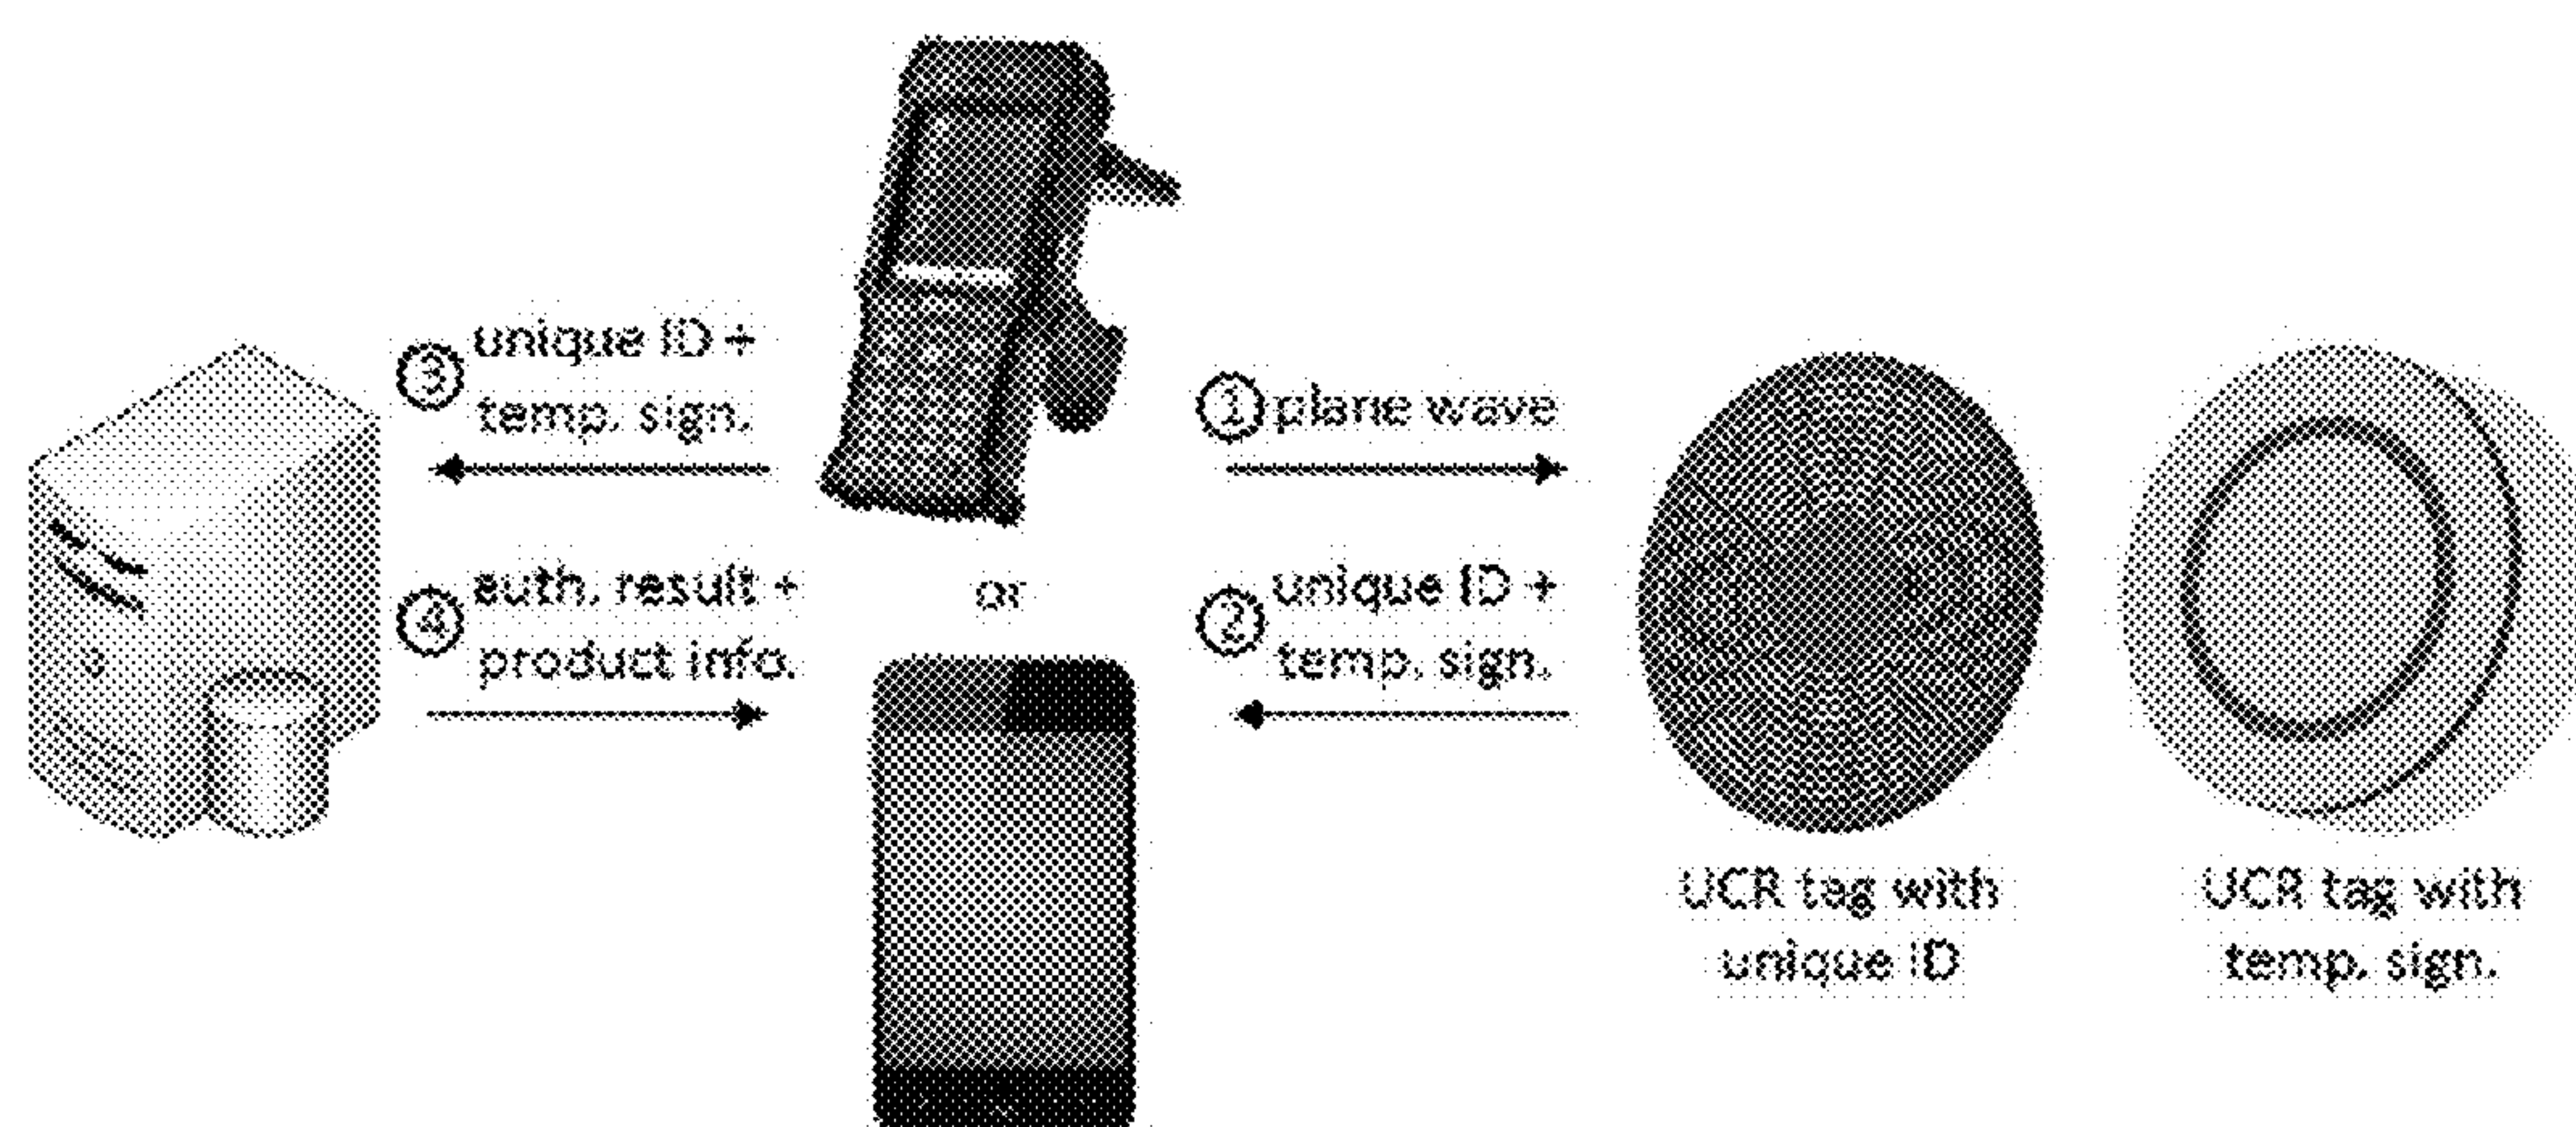 ③ unique ID +
temp. sign.
④ auth. result +
product info.
or
① plane wave
② unique ID +
temp. sign.
UCR tag with
unique ID
UCR tag with
temp. sign.